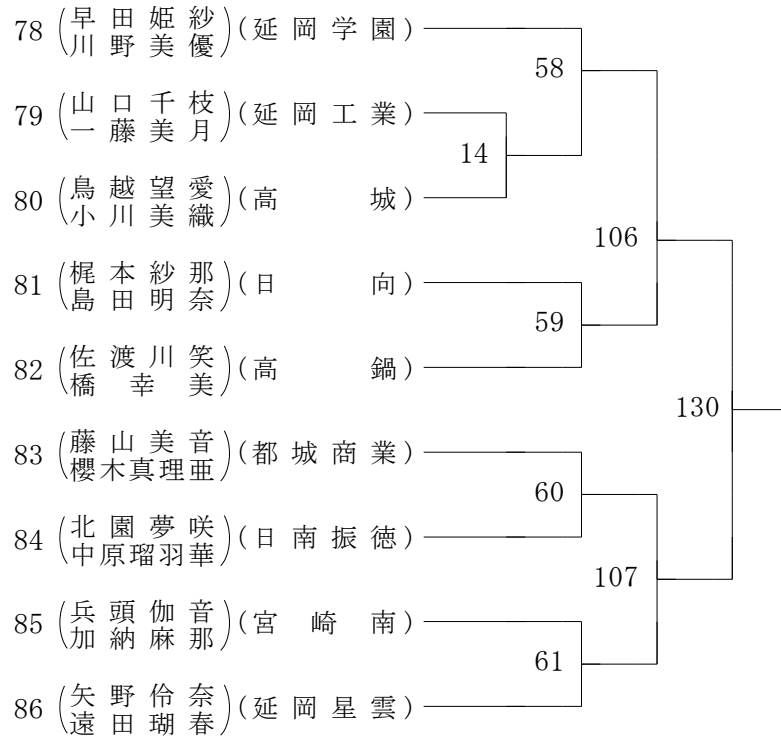 78 (早田姫紗 川野美優) (延岡学園)
58
79 (山口千枝 一藤美月) (延岡工業)
14
80 (鳥越望愛 小川美織) (高城)
106
81 (梶本紗那 島田明奈) (日向)
59
82 (佐渡川笑 橋幸美) (高鍋)
130
83 (藤山美音 櫻木真理亜) (都城商業)
60
84 (北園夢咲 中原瑠羽華) (日南振徳)
107
85 (兵頭伽音 加納麻那) (宮崎南)
61
86 (矢野伶奈 遠田瑚春) (延岡星雲)